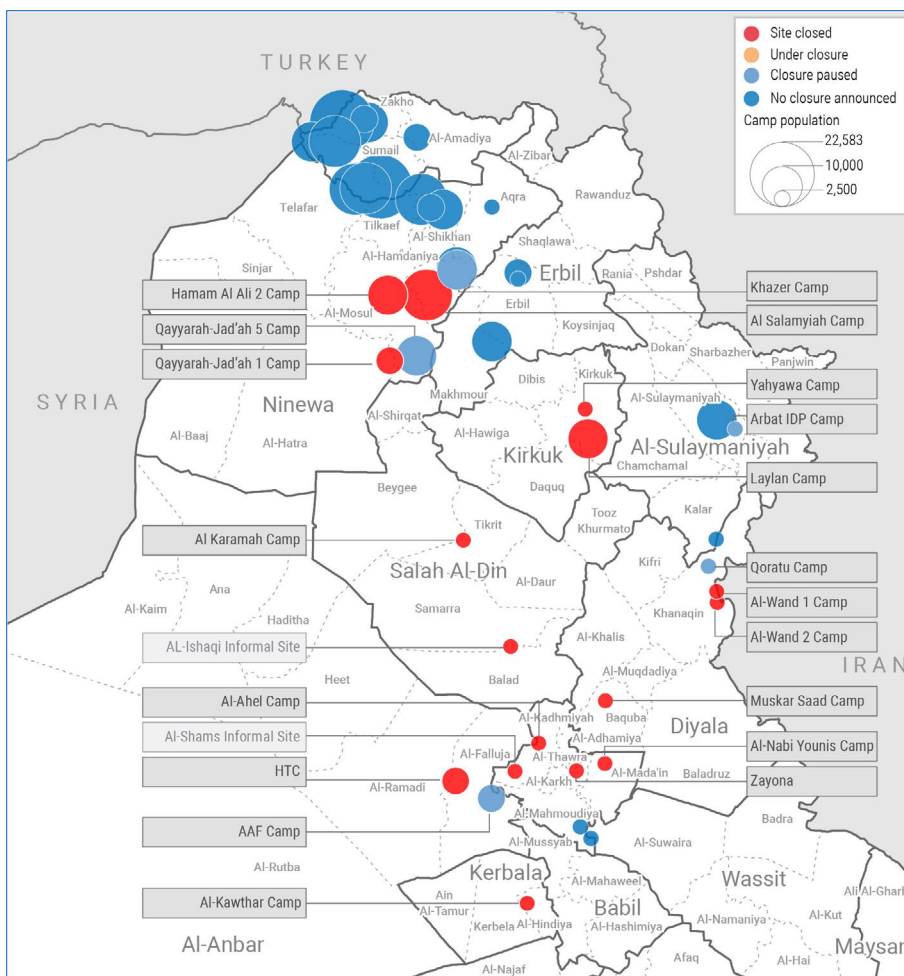 Site closed
Under closure
Closure paused
No closure announced
Camp population
22,583
10,000
2,500
TURKEY
Zakho
Al-Amadiya
Sumail
Al-Zibar
Rawanduz
Aqra
Telafar
Tilkaef
Al-Shikhan
Shaqlawa
Al-Hamdaniya
Erbil
Rania
Pshdar
Sinjar
Hamam Al Ali 2 Camp
Khazer Camp
Al-Mosul
Erbil
Al Salamyiah Camp
Qayyarah-Jad'ah 5 Camp
Koysinjaq
Dokan
Sharbazher
Qayyarah-Jad'ah 1 Camp
Panjwin
Dibis
Kirkuk
Yahyawa Camp
SYRIA
Ninewa
Makhmour
Al-Sulaymaniyah
Al-Shirqat
Arbat IDP Camp
Al-Baaj
Al-Hatra
Al-Hawiga
Kirkuk
Al-Sulaymaniyah
Chamchamal
Laylan Camp
Beygee
Daquq
Tooz
Khurmato
Kalar
Tikrit
Al Karamah Camp
Kifri
Salah Al-Din
Al-Daur
Qoratu Camp
Ana
Al-Kaim
Samarra
Khanaqin
Al-Wand 1 Camp
Haditha
Al-Khalis
Al-Wand 2 Camp
AL-Ishaqi Informal Site
IRAN
Heet
Balad
Al-Muqdadiya
Al-Ahel Camp
Muskar Saad Camp
Al-Kadhmiyah
Baquba
Diyala
Al-Shams Informal Site
Al-Adhamiya
Al-Falluja
Al-Thawra
Al-Nabi Younis Camp
HTC
Al-Karkh
Al-Mada'in
Baladruz
Zayona
Al-Ramadi
Al-Mahmoudiya
Badra
AAF Camp
Al-Mussyab
Al-Suwaira
Al-Rutba
Kerbala
Al-Mahaweel
Wassit
Ali Al-Gharb
Ain
Al-Tamur
Al-Kawthar Camp
Babil
Kerbela
Al-Hindiya
Al-Hashimiya
Al-Namaniya
Al-Kut
Al-Anbar
Maysan
Afaq
Al-Hai
Al-Najaf